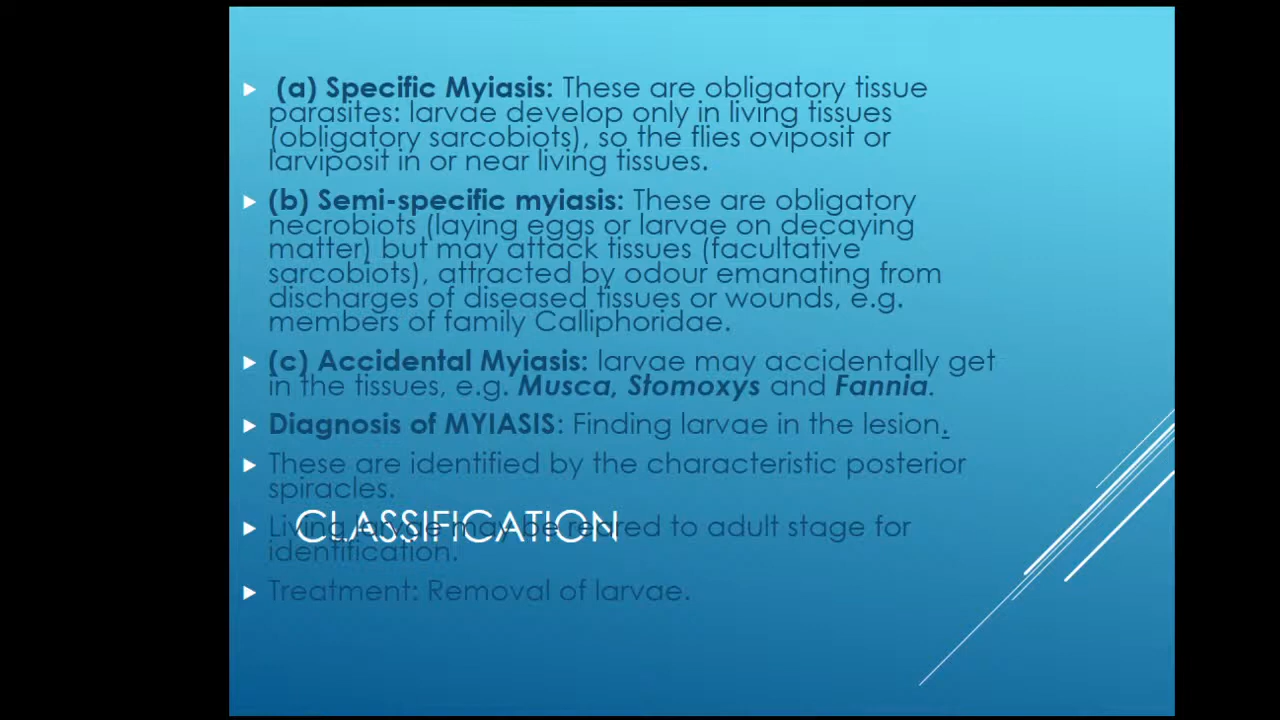 (a) Specific Myiasis: These are obligatory tissue
parasites: larvae develop only in living tissues
(obligatory sarcobiots), so the flies oviposit or
larviposit in or near living tissues.
(b) Semi-specific myiasis: These are obligatory
necrobiots (laying eggs or larvae on decaying
matter) but may attack tissues (facultative
sarcobiots), attracted by odour emanating from
discharges of diseased tissues or wounds, e.g.
members of family Calliphoridae.
(c) Accidental Myiasis: larvae may accidentally get
in the tissues, e.g. Musca, Stomoxys and Fannia.
Diagnosis of MYIASIS: Finding larvae in the lesion.
These are identified by the characteristic posterior
spiracles.
Living larvae may be reared to adult stage for
identification.
CLASSIFICATION
Treatment: Removal of larvae.